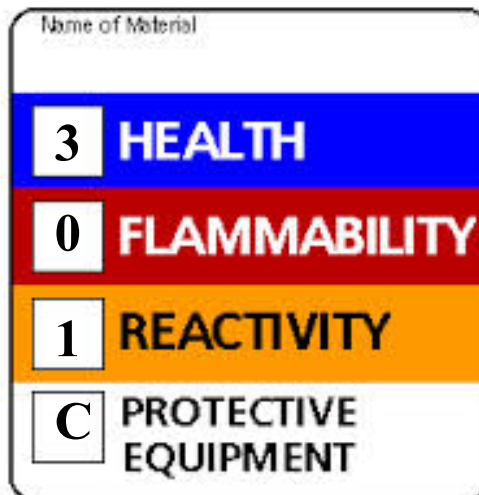 Name of Material
3 HEALTH
0 FLAMMABILITY
1 REACTIVITY
C PROTECTIVE
EQUIPMENT